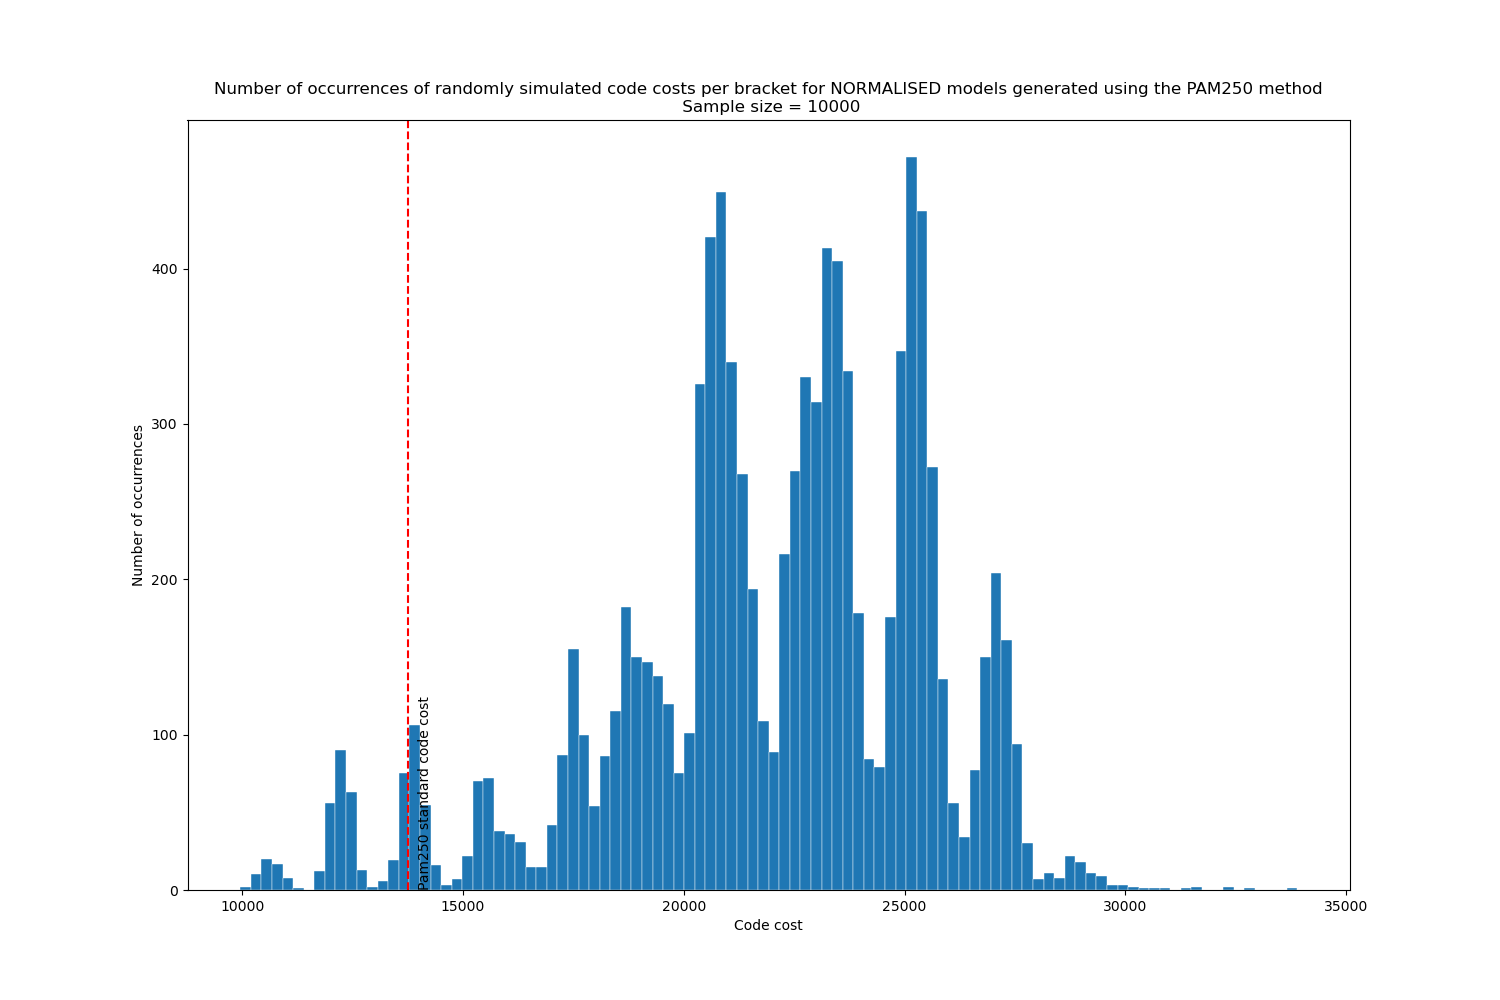 Number of occurrences of randomly simulated code costs per bracket for NORMALISED models generated using the PAM250 method
Sample size = 10000
Number of occurrences
400
300
200
100
0
Pam250 standard code cost
10000
15000
20000
25000
30000
35000
Code cost